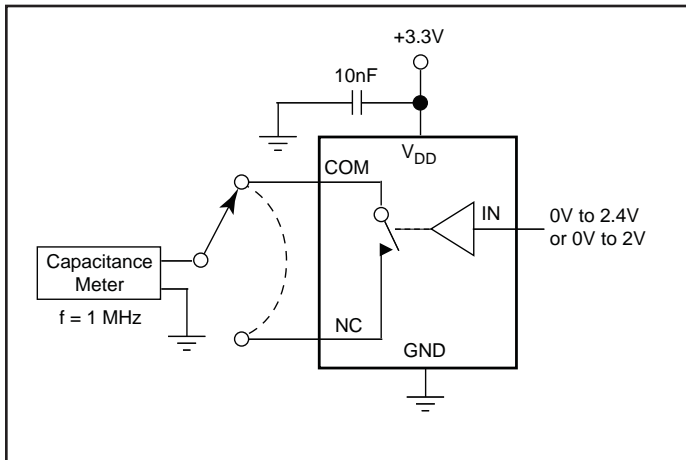 +3.3V
10nF
VDD
COM
IN
0V to 2.4V
or 0V to 2V
Capacitance
Meter
f = 1 MHz
NC
GND